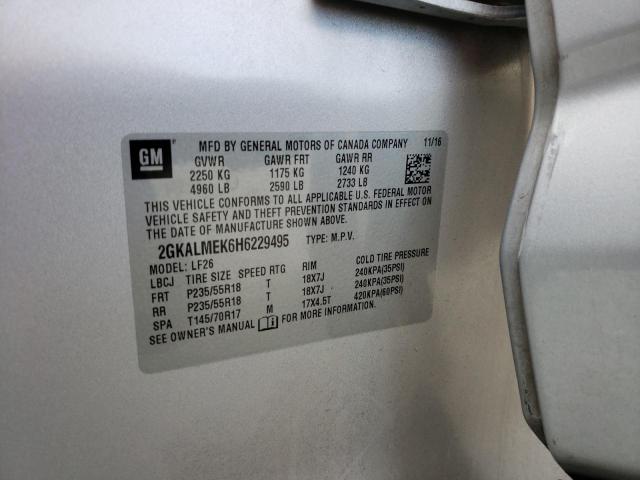 GM
MFD BY GENERAL MOTORS OF CANADA COMPANY 11/16
GVWR GAWR FRT GAWR RR
2250 KG 1175 KG 1240 KG
4960 LB 2590 LB 2733 LB
THIS VEHICLE CONFORMS TO ALL APPLICABLE U.S. FEDERAL MOTOR
VEHICLE SAFETY AND THEFT PREVENTION STANDARDS IN EFFECT ON
THE DATE OF MANUFACTURE SHOWN ABOVE.
2GKALMEK6H6229495 TYPE: M.P.V.
MODEL: LF26
LBCJ TIRE SIZE SPEED RTG RIM COLD TIRE PRESSURE
FRT P235/55R18 T 18X7J 240KPA(35PSI)
RR P235/55R18 T 18X7J 240KPA(35PSI)
SPA T145/70R17 M 17X4.5T 420KPA(60PSI)
SEE OWNER'S MANUAL FOR MORE INFORMATION.